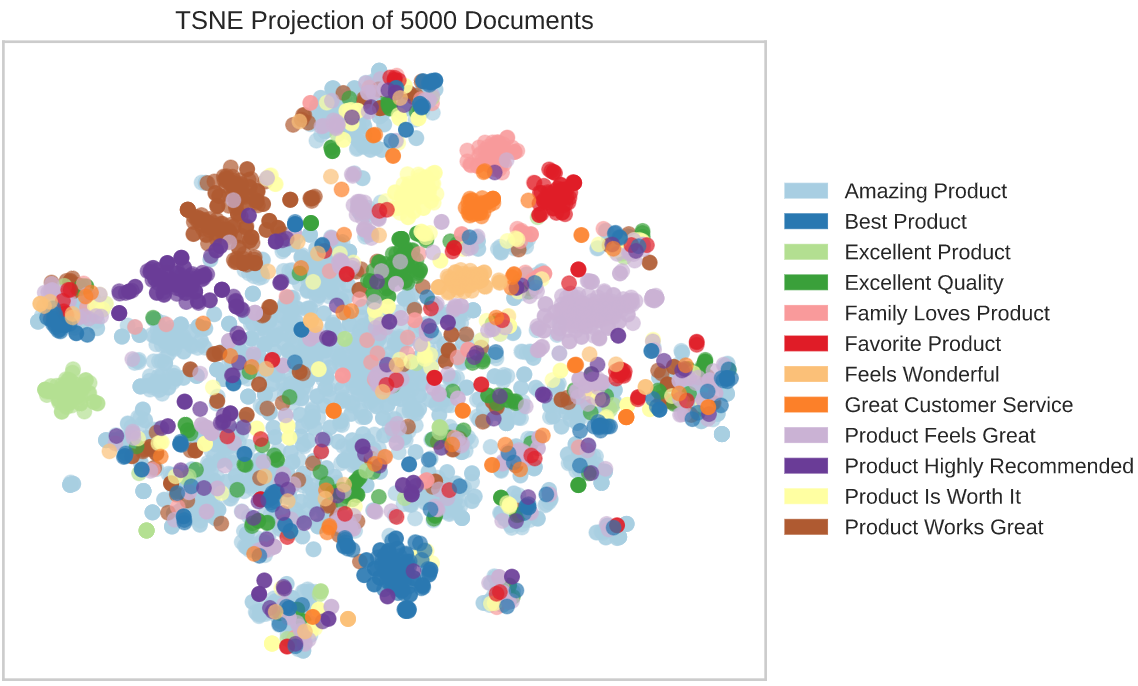 TSNE Projection of 5000 Documents
Amazing Product
Best Product
Excellent Product
Excellent Quality
Family Loves Product
Favorite Product
Feels Wonderful
Great Customer Service
Product Feels Great
Product Highly Recommended
Product Is Worth It
Product Works Great